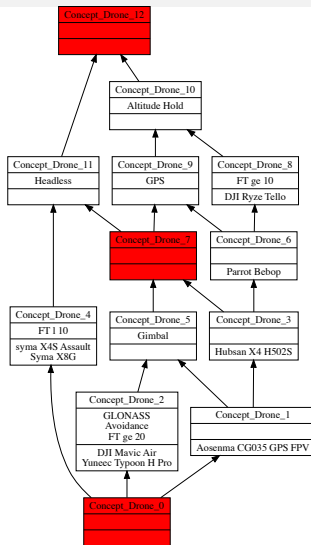 Concept_Drone_12
Concept_Drone_10
Altitude Hold
Concept_Drone_11
Headless
Concept_Drone_9
GPS
Concept_Drone_8
FT ge 10
DJI Ryze Tello
Concept_Drone_7
Concept_Drone_6
Parrot Bebop
Concept_Drone_4
FT l 10
syma X4S Assault
Syma X8G
Concept_Drone_5
Gimbal
Concept_Drone_3
Hubsan X4 H502S
Concept_Drone_2
GLONASS
Avoidance
FT ge 20
DJI Mavic Air
Yuneec Typoon H Pro
Concept_Drone_1
Aosenma CG035 GPS FPV
Concept_Drone_0